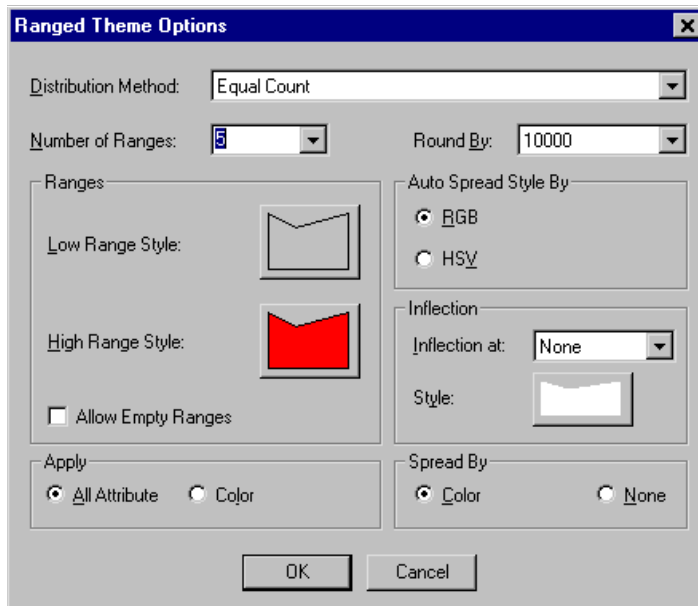 Ranged Theme Options
Distribution Method: Equal Count
Number of Ranges: 5 Round By: 10000
Ranges
Low Range Style:
High Range Style:
Allow Empty Ranges
Auto Spread Style By
RGB
HSV
Inflection
Inflection at: None
Style:
Apply
All Attribute Color
Spread By
Color None
OK Cancel